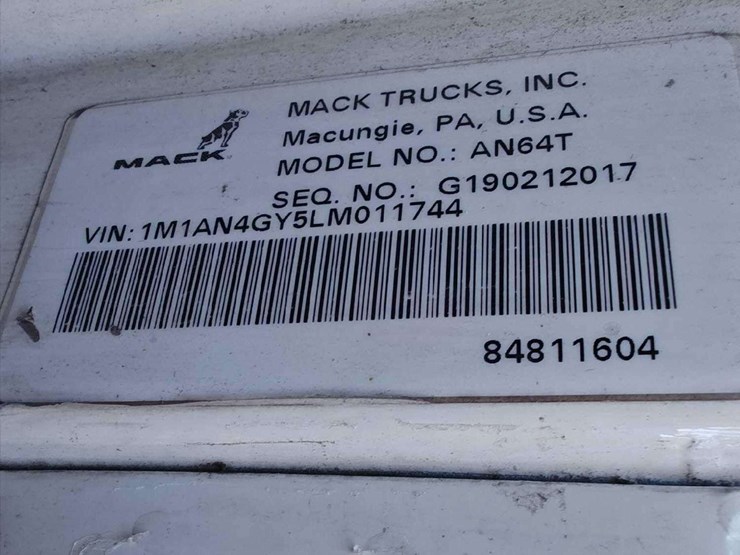 MACK
MACK TRUCKS, INC.
Macungie, PA, U.S.A.
MODEL NO.: AN64T
SEQ. NO.: G190212017
VIN: 1M1AN4GY5LM011744
84811604